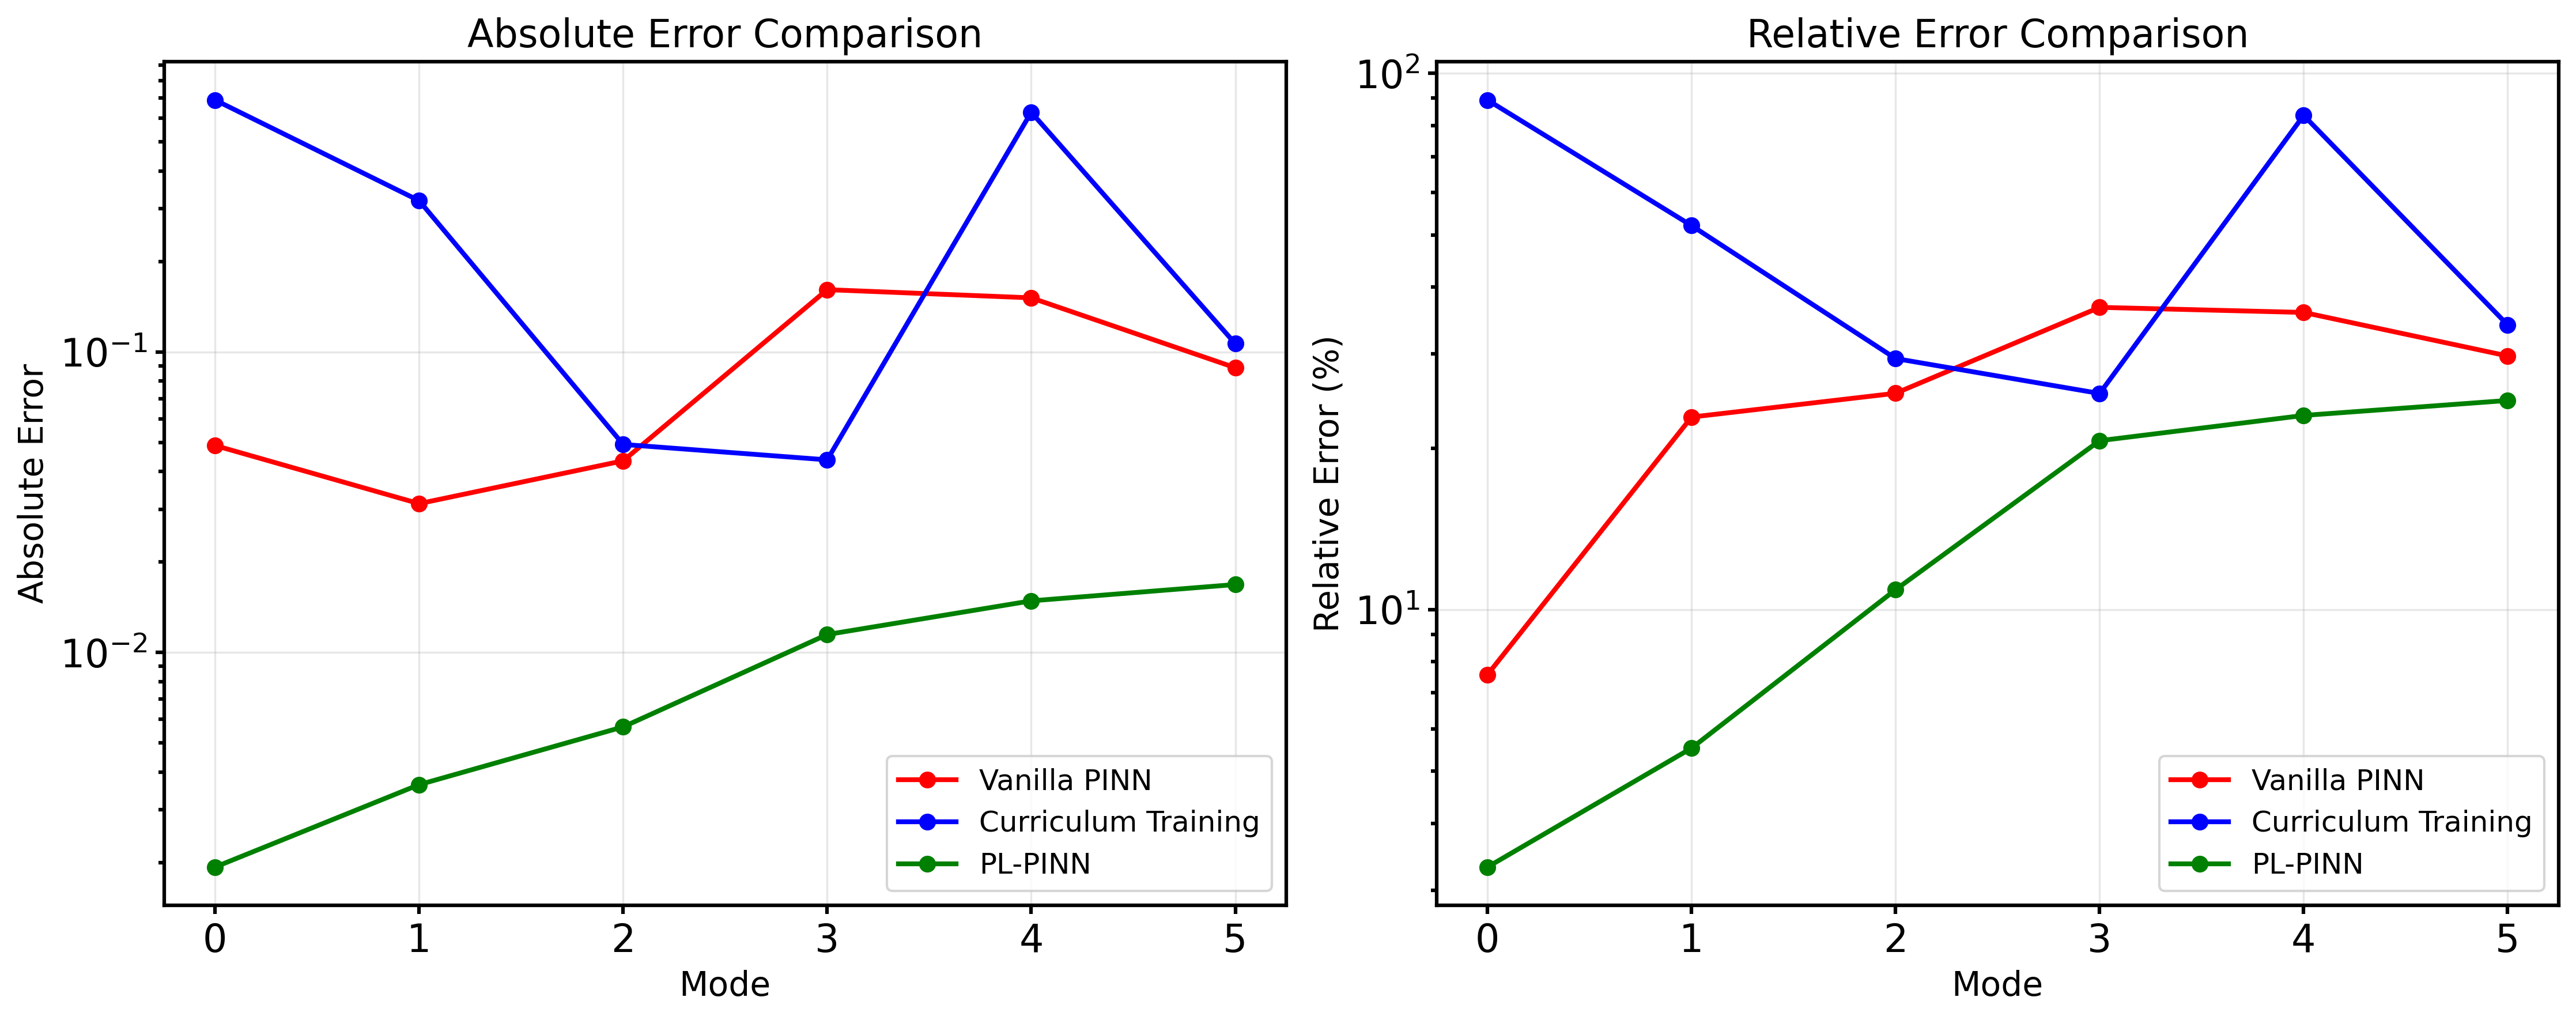 Absolute Error Comparison
Absolute Error
10⁻¹
10⁻²
0 1 2 3 4 5
Mode
Vanilla PINN
Curriculum Training
PL-PINN
Relative Error Comparison
Relative Error (%)
10²
10¹
0 1 2 3 4 5
Mode
Vanilla PINN
Curriculum Training
PL-PINN